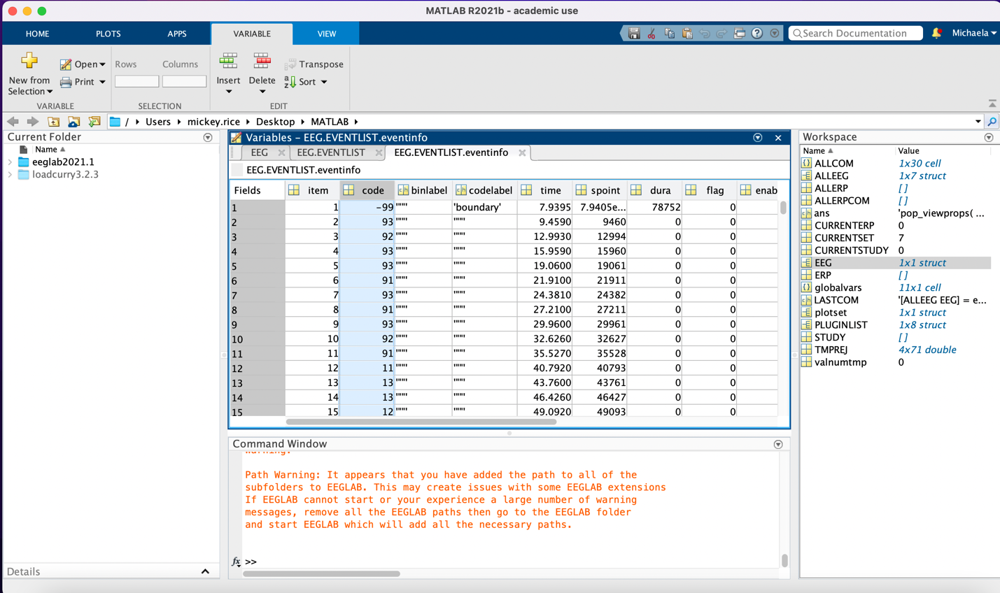 MATLAB R2021b - academic use
HOME PLOTS APPS VARIABLE VIEW Search Documentation Michaela
New from Selection Open Print Rows Columns Insert Delete Transpose Sort
VARIABLE SELECTION EDIT
/ Users mickey.rice Desktop MATLAB
Current Folder
Name
eeglab2021.1
loadcurry3.2.3
Details
Variables - EEG.EVENTLIST.eventinfo
EEG EEG.EVENTLIST EEG.EVENTLIST.eventinfo
EEG.EVENTLIST.eventinfo
Fields item code binlabel codelabel time spoint dura flag enab
1 1 -99 '""' 'boundary' 7.9395 7.9405e... 78752 0
2 2 93 '""' '""' 9.4590 9460 0 0
3 3 92 '""' '""' 12.9930 12994 0 0
4 4 93 '""' '""' 15.9590 15960 0 0
5 5 93 '""' '""' 19.0600 19061 0 0
6 6 91 '""' '""' 21.9100 21911 0 0
7 7 93 '""' '""' 24.3810 24382 0 0
8 8 91 '""' '""' 27.2100 27211 0 0
9 9 93 '""' '""' 29.9600 29961 0 0
10 10 92 '""' '""' 32.6260 32627 0 0
11 11 91 '""' '""' 35.5270 35528 0 0
12 12 11 '""' '""' 40.7920 40793 0 0
13 13 13 '""' '""' 43.7600 43761 0 0
14 14 13 '""' '""' 46.4260 46427 0 0
15 15 12 '""' '""' 49.0920 49093 0 0
Command Window
Warning:
Path Warning: It appears that you have added the path to all of the
subfolders to EEGLAB. This may create issues with some EEGLAB extensions
If EEGLAB cannot start or your experience a large number of warning
messages, remove all the EEGLAB paths then go to the EEGLAB folder
and start EEGLAB which will add all the necessary paths.
fx >>
Workspace
Name Value
ALLCOM 1x30 cell
ALLEEG 1x7 struct
ALLERP []
ALLERPCOM []
ans 'pop_viewprops( ...
CURRENTERP 0
CURRENTSET 7
CURRENTSTUDY 0
EEG 1x1 struct
ERP []
globalvars 11x1 cell
LASTCOM '[ALLEEG EEG] = e...
plotset 1x1 struct
PLUGINLIST 1x8 struct
STUDY []
TMPREJ 4x71 double
valnumtmp 0